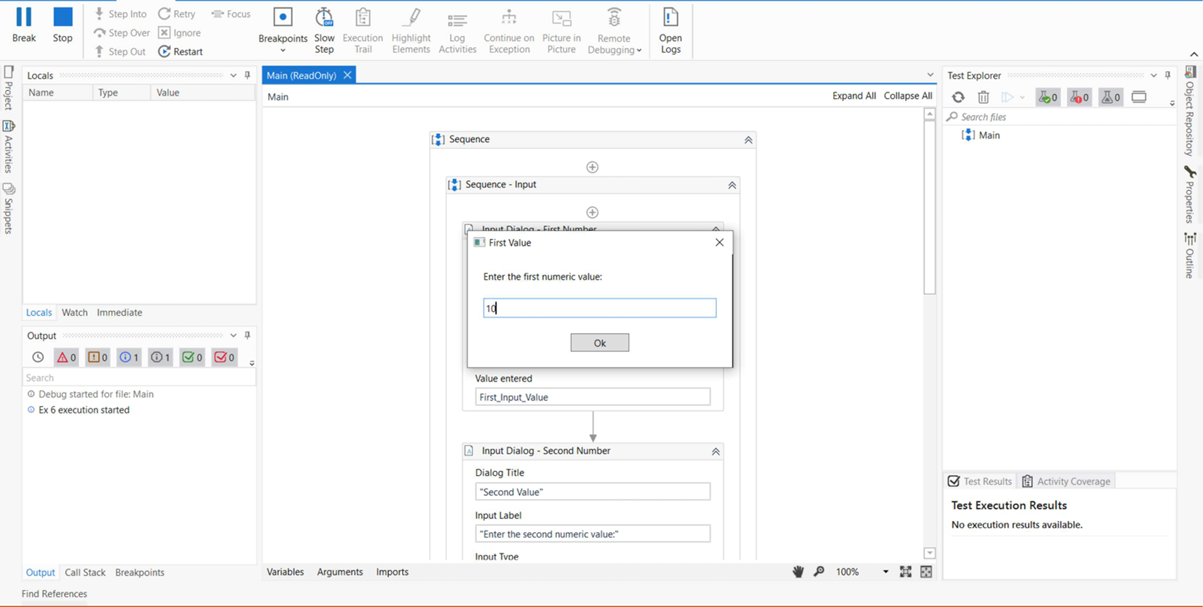 Break
Stop
Step Into
Step Over
Step Out
Retry
Ignore
Restart
Focus
Breakpoints
Slow Step
Execution Trail
Highlight Elements
Log Activities
Continue on Exception
Picture in Picture
Remote Debugging
Open Logs
Project
Activities
Snippets
Locals
Name Type Value
Locals Watch Immediate
Output
0 0 1 1 0 0
Search
Debug started for file: Main
Ex 6 execution started
Output Call Stack Breakpoints
Find References
Main (ReadOnly)
Main
Expand All Collapse All
Sequence
Sequence - Input
Input Dialog - First Number
First Value
Enter the first numeric value:
10
Ok
Value entered
First_Input_Value
Input Dialog - Second Number
Dialog Title
"Second Value"
Input Label
"Enter the second numeric value:"
Input Type
Variables Arguments Imports
100%
Test Explorer
0 0 0
Search files
Main
Test Results Activity Coverage
Test Execution Results
No execution results available.
Object Repository
Properties
Outline